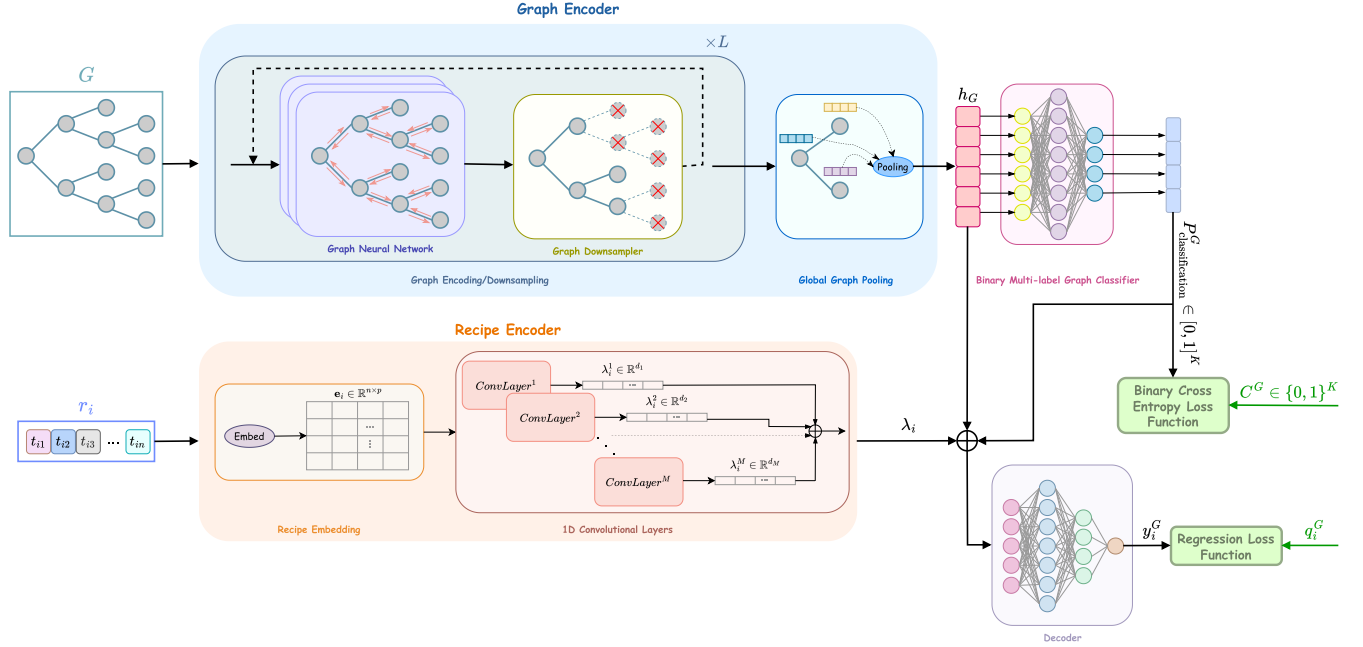 Graph Encoder
× L
G
Graph Neural Network
Graph Downsampler
Graph Encoding/Downsampling
Pooling
Global Graph Pooling
h_G
Binary Multi-label Graph Classifier
P^G_classification ∈ [0, 1]^K
Binary Cross
Entropy Loss
Function
C^G ∈ {0, 1}^K
Recipe Encoder
r_i
t_i1 t_i2 t_i3 ... t_in
Embed
e_i ∈ ℝ^{n×p}
...
⋮
Recipe Embedding
ConvLayer^1
λ_i^1 ∈ ℝ^{d_1}
...
ConvLayer^2
λ_i^2 ∈ ℝ^{d_2}
...
ConvLayer^M
λ_i^M ∈ ℝ^{d_M}
...
1D Convolutional Layers
λ_i
Decoder
y_i^G
Regression Loss
Function
q_i^G